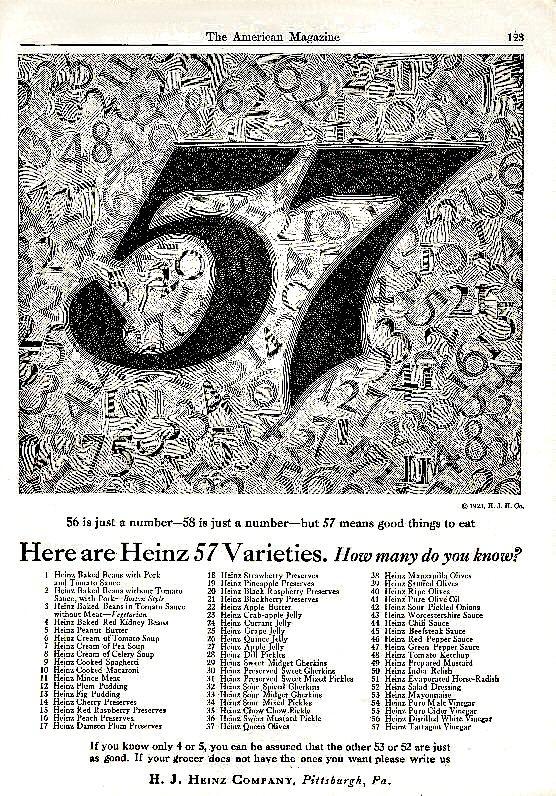 The American Magazine 123
57
© 1923, H. J. H. Co.
56 is just a number—58 is just a number—but 57 means good things to eat
Here are Heinz 57 Varieties. How many do you know?
1 Heinz Baked Beans with Pork
and Tomato Sauce
2 Heinz Baked Beans without Tomato
Sauce, with Pork—Boston Style
3 Heinz Baked Beans in Tomato Sauce
without Meat—Vegetarian
4 Heinz Baked Red Kidney Beans
5 Heinz Peanut Butter
6 Heinz Cream of Tomato Soup
7 Heinz Cream of Pea Soup
8 Heinz Cream of Celery Soup
9 Heinz Cooked Spaghetti
10 Heinz Cooked Macaroni
11 Heinz Mince Meat
12 Heinz Plum Pudding
13 Heinz Fig Pudding
14 Heinz Cherry Preserves
15 Heinz Red Raspberry Preserves
16 Heinz Peach Preserves
17 Heinz Damson Plum Preserves
18 Heinz Strawberry Preserves
19 Heinz Pineapple Preserves
20 Heinz Black Raspberry Preserves
21 Heinz Blackberry Preserves
22 Heinz Apple Butter
23 Heinz Crab-apple Jelly
24 Heinz Currant Jelly
25 Heinz Grape Jelly
26 Heinz Quince Jelly
27 Heinz Apple Jelly
28 Heinz Dill Pickles
29 Heinz Sweet Midget Gherkins
30 Heinz Preserved Sweet Gherkins
31 Heinz Preserved Sweet Mixed Pickles
32 Heinz Sour Spiced Gherkins
33 Heinz Sour Midget Gherkins
34 Heinz Sour Mixed Pickles
35 Heinz Chow Chow Pickle
36 Heinz Sweet Mustard Pickle
37 Heinz Queen Olives
38 Heinz Manzanilla Olives
39 Heinz Stuffed Olives
40 Heinz Ripe Olives
41 Heinz Pure Olive Oil
42 Heinz Sour Pickled Onions
43 Heinz Worcestershire Sauce
44 Heinz Chili Sauce
45 Heinz Beefsteak Sauce
46 Heinz Red Pepper Sauce
47 Heinz Green Pepper Sauce
48 Heinz Tomato Ketchup
49 Heinz Prepared Mustard
50 Heinz India Relish
51 Heinz Evaporated Horse-Radish
52 Heinz Salad Dressing
53 Heinz Mayonnaise
54 Heinz Pure Malt Vinegar
55 Heinz Pure Cider Vinegar
56 Heinz Distilled White Vinegar
57 Heinz Tarragon Vinegar
If you know only 4 or 5, you can be assured that the other 53 or 52 are just
as good. If your grocer does not have the ones you want please write us
H. J. HEINZ COMPANY, Pittsburgh, Pa.